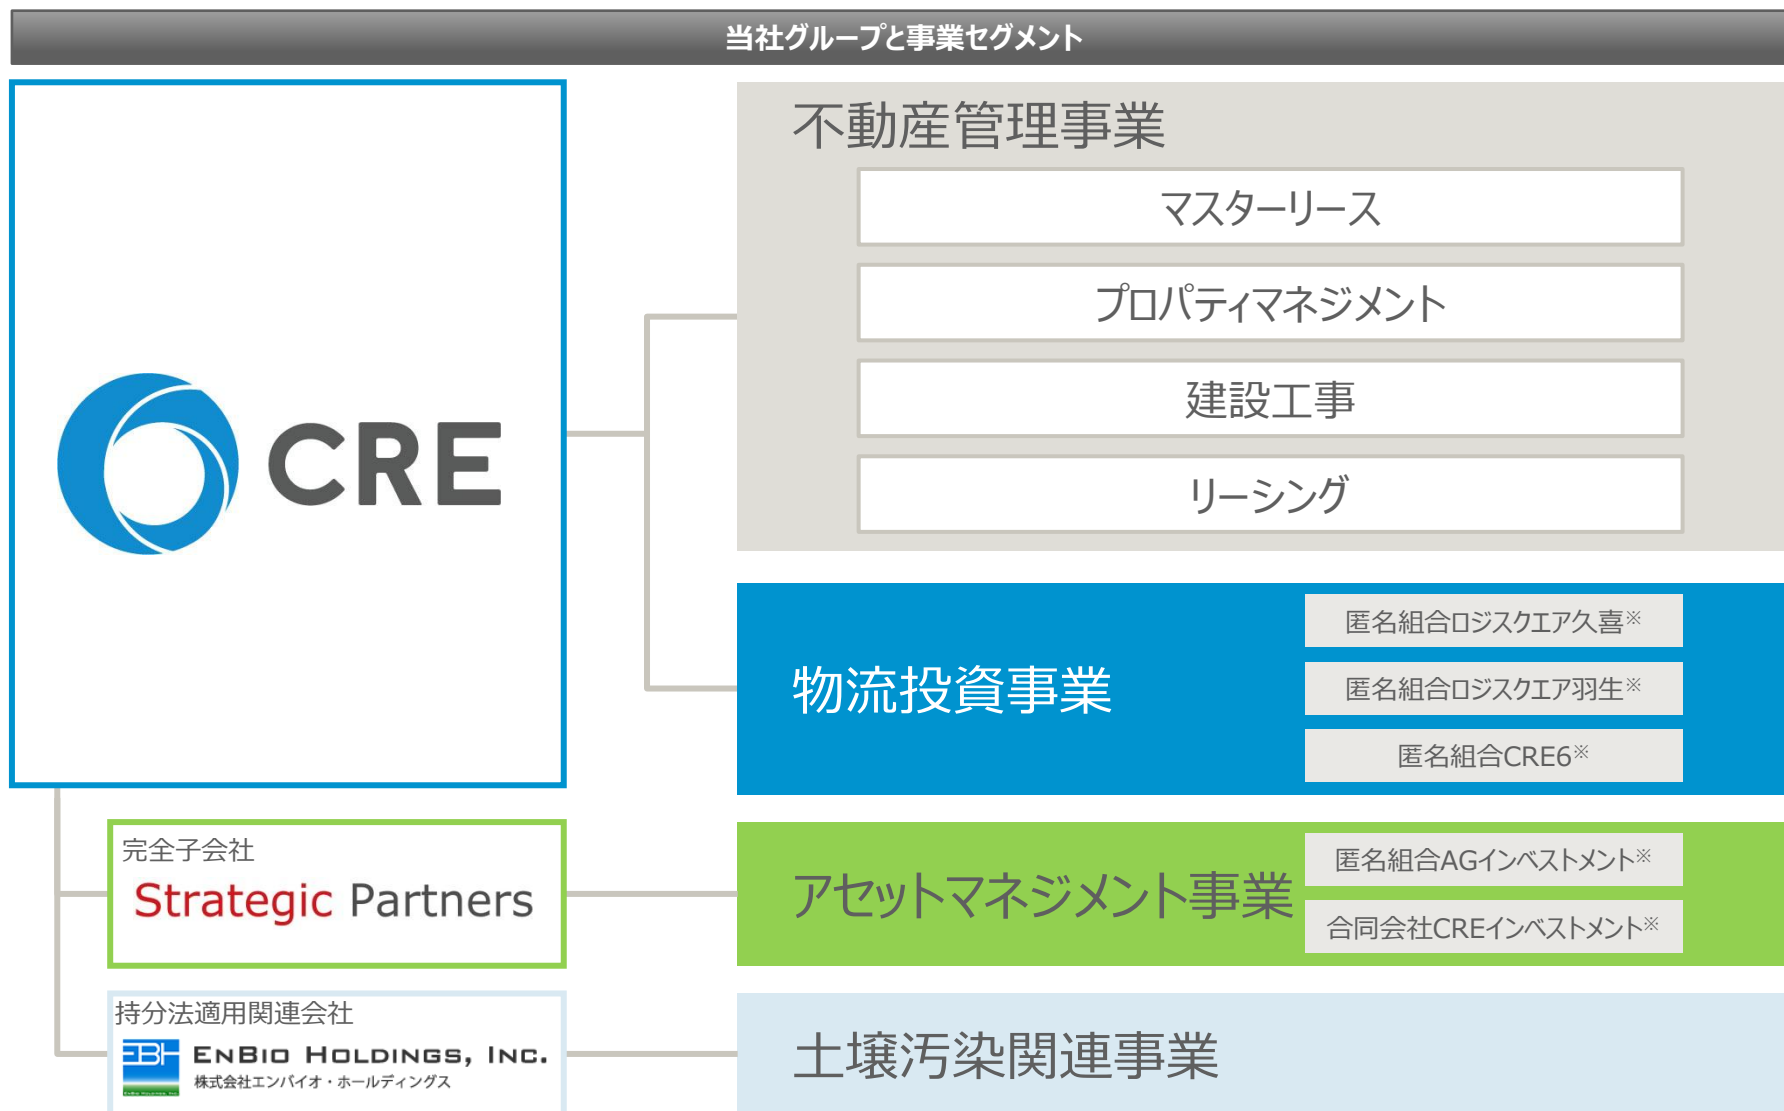 当社グループと事業セグメント
CRE
不動産管理事業
マスターリース
プロパティマネジメント
建設工事
リーシング
物流投資事業
匿名組合ロジスクエア久喜※
匿名組合ロジスクエア羽生※
匿名組合CRE6※
完全子会社
Strategic Partners
アセットマネジメント事業
匿名組合AGインベストメント※
合同会社CREインベストメント※
持分法適用関連会社
EBH
ENBIO HOLDINGS, INC.
EnBio Holdings, Inc.
株式会社エンバイオ・ホールディングス
土壌汚染関連事業